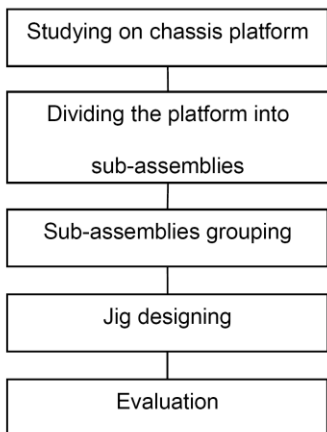 Studying on chassis platform
Dividing the platform into
sub-assemblies
Sub-assemblies grouping
Jig designing
Evaluation